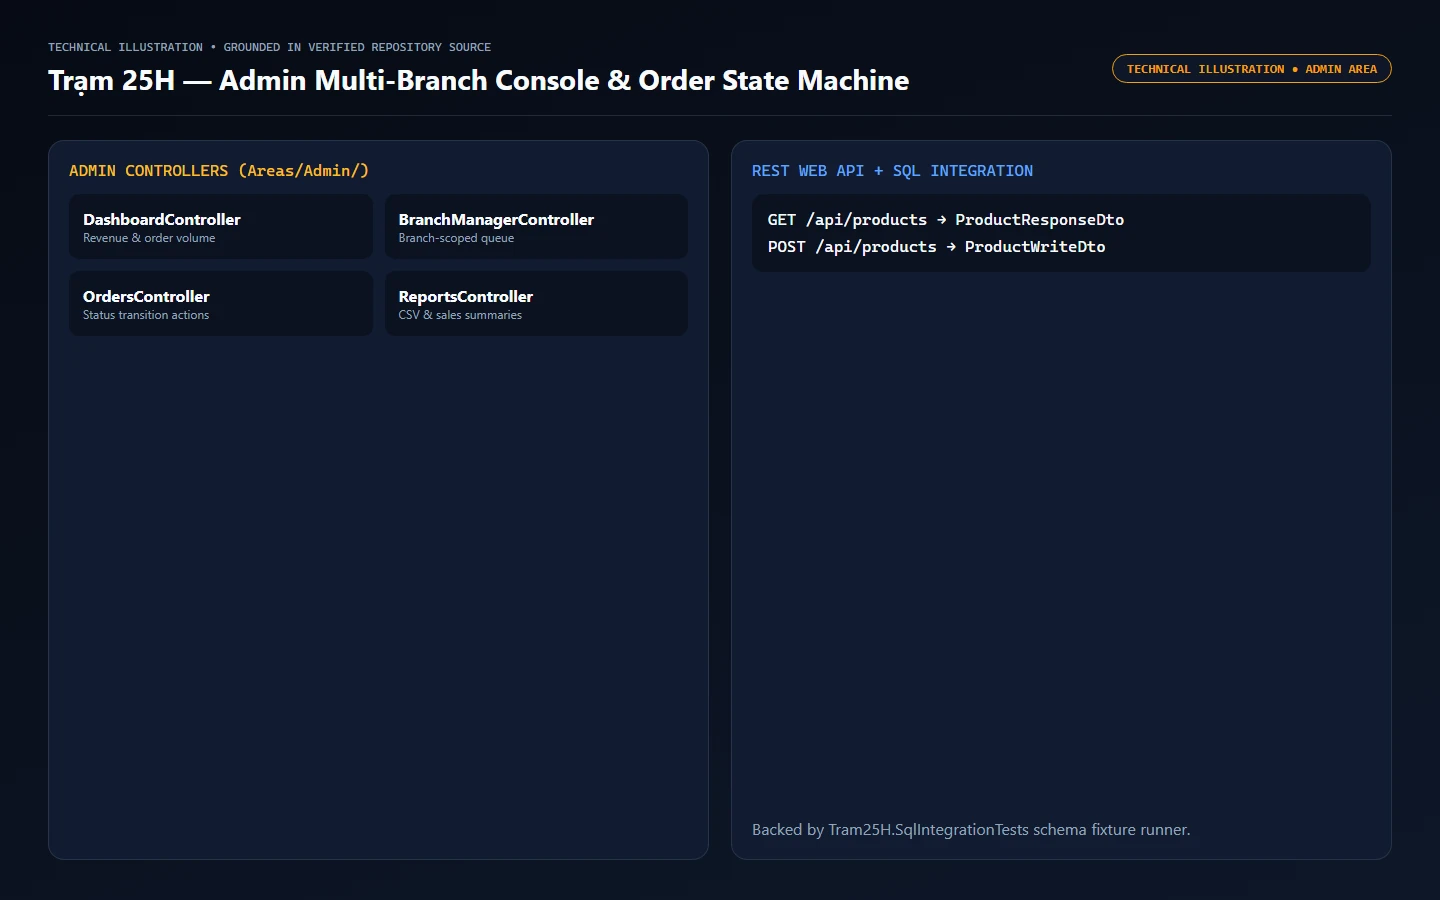 TECHNICAL ILLUSTRATION • GROUNDED IN VERIFIED REPOSITORY SOURCE
Trạm 25H — Admin Multi-Branch Console & Order State Machine
TECHNICAL ILLUSTRATION • ADMIN AREA
ADMIN CONTROLLERS (Areas/Admin/)
DashboardController
Revenue & order volume
BranchManagerController
Branch-scoped queue
OrdersController
Status transition actions
ReportsController
CSV & sales summaries
REST WEB API + SQL INTEGRATION
GET /api/products → ProductResponseDto
POST /api/products → ProductWriteDto
Backed by Tram25H.SqlIntegrationTests schema fixture runner.